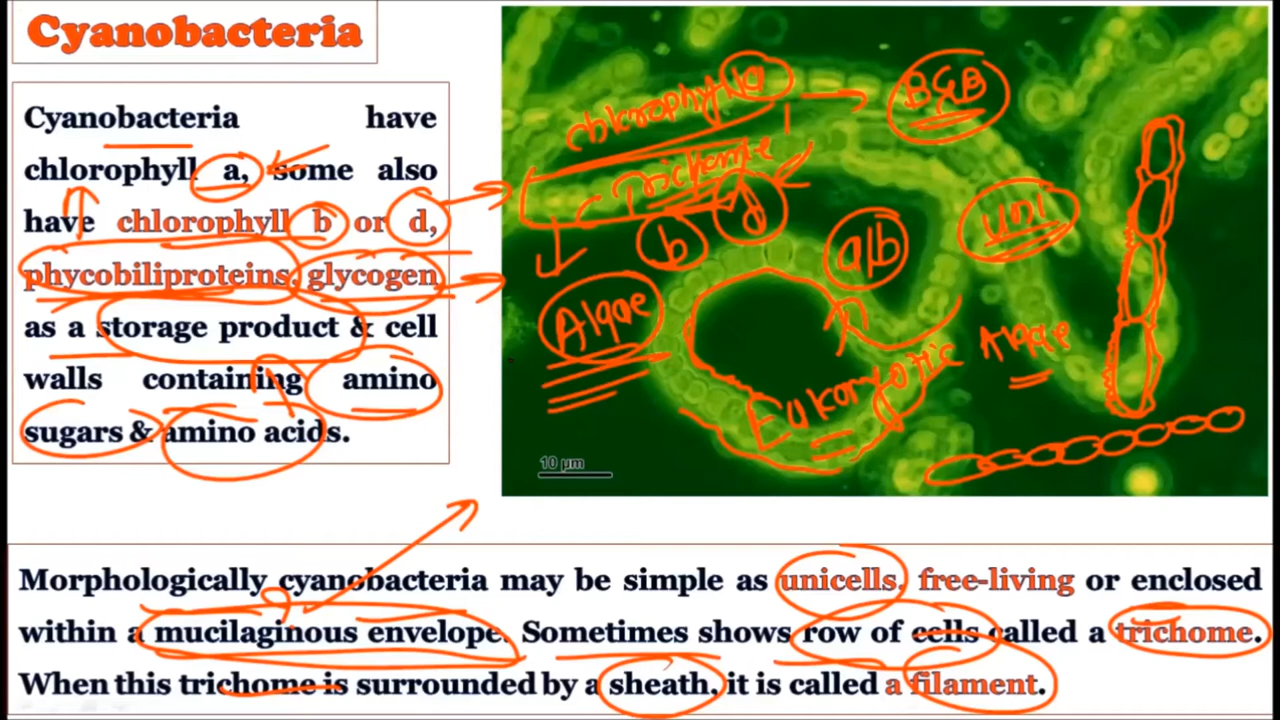 Cyanobacteria
Cyanobacteria have
chlorophyll a, some also
have chlorophyll b or d,
phycobiliproteins, glycogen
as a storage product & cell
walls containing amino
sugars & amino acids.
chlorophyll a
B&B
Trichome
b
d
a/b
uni
Algae
Algae
Eukaryotic
10 µm
Morphologically cyanobacteria may be simple as unicells, free-living or enclosed
within a mucilaginous envelope. Sometimes shows row of cells called a trichome.
When this trichome is surrounded by a sheath, it is called a filament.